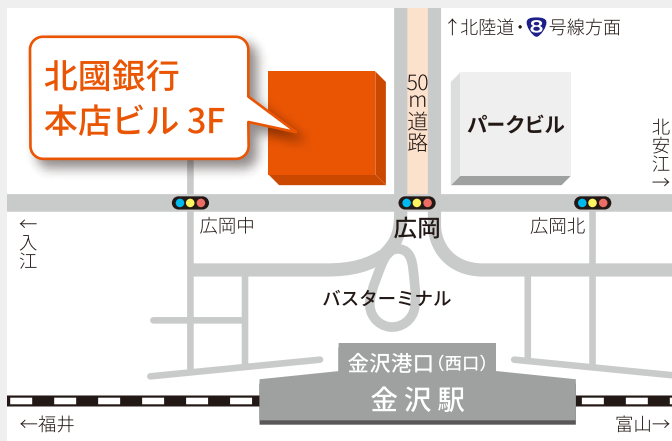 ↑北陸道・8号線方面
北國銀行
本店ビル 3F
50m道路
パークビル
北安江→
広岡中
広岡
広岡北
←入江
バスターミナル
金沢港口(西口)
金沢駅
←福井
富山→